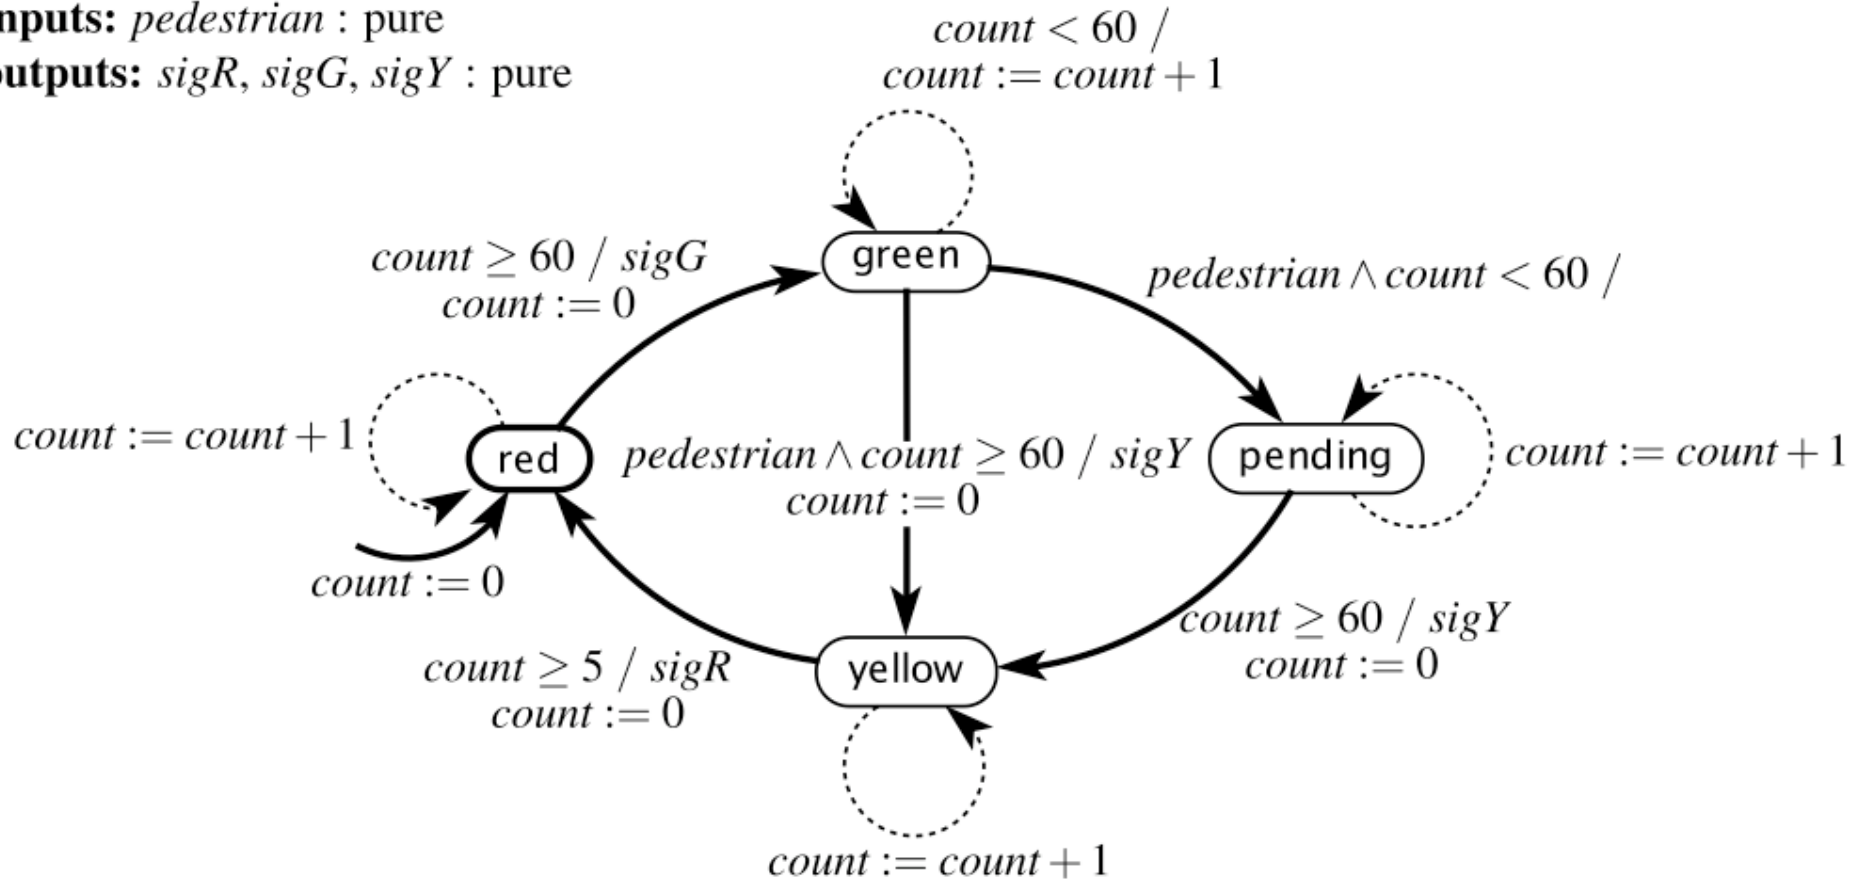 nputs: pedestrian : pure
outputs: sigR, sigG, sigY : pure
count < 60 /
count := count + 1
green
count ≥ 60 / sigG
count := 0
pedestrian ∧ count < 60 /
count := count + 1
red
pedestrian ∧ count ≥ 60 / sigY
count := 0
pending
count := count + 1
count := 0
count ≥ 60 / sigY
count := 0
count ≥ 5 / sigR
count := 0
yellow
count := count + 1